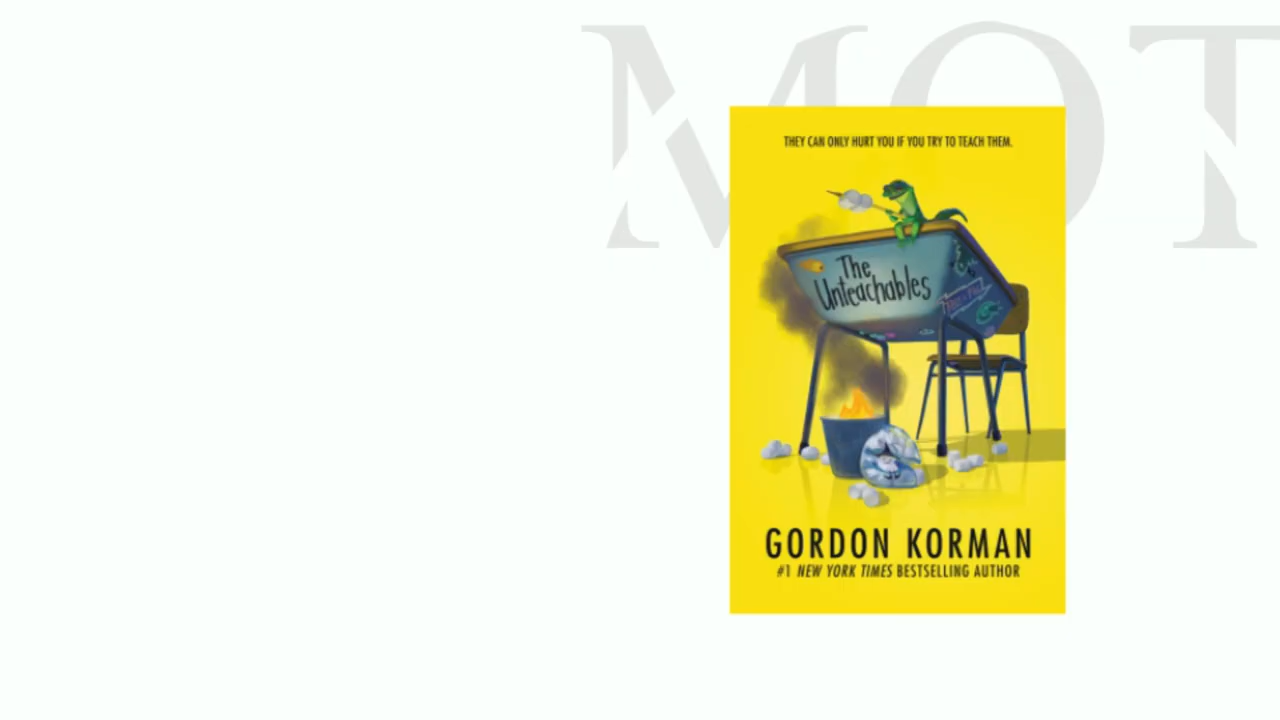 MOT
THEY CAN ONLY HURT YOU IF YOU TRY TO TEACH THEM.
The
Unteachables
GORDON KORMAN
#1 NEW YORK TIMES BESTSELLING AUTHOR